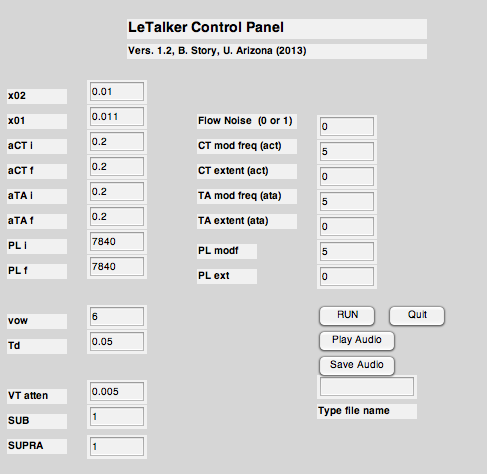 LeTalker Control Panel
Vers. 1.2, B. Story, U. Arizona (2013)
x02 0.01
x01 0.011
aCT i 0.2
aCT f 0.2
aTA i 0.2
aTA f 0.2
PL i 7840
PL f 7840
Flow Noise (0 or 1) 0
CT mod freq (act) 5
CT extent (act) 0
TA mod freq (ata) 5
TA extent (ata) 0
PL modf 5
PL ext 0
vow 6
Td 0.05
VT atten 0.005
SUB 1
SUPRA 1
RUN Quit
Play Audio
Save Audio
Type file name